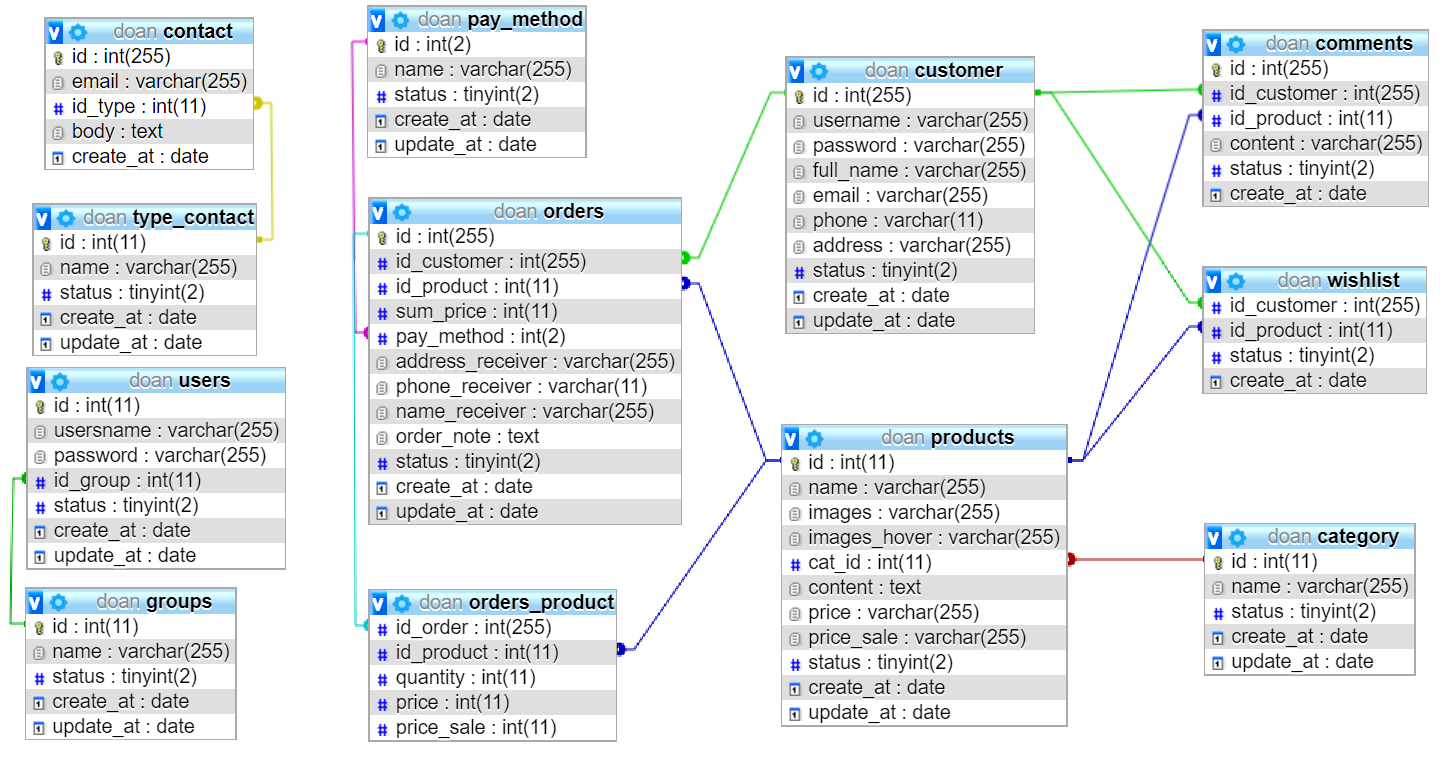 doan contact
id : int(255)
email : varchar(255)
id_type : int(11)
body : text
create_at : date
doan type_contact
id : int(11)
name : varchar(255)
status : tinyint(2)
create_at : date
update_at : date
doan users
id : int(11)
usersname : varchar(255)
password : varchar(255)
id_group : int(11)
status : tinyint(2)
create_at : date
update_at : date
doan groups
id : int(11)
name : varchar(255)
status : tinyint(2)
create_at : date
update_at : date
doan pay_method
id : int(2)
name : varchar(255)
status : tinyint(2)
create_at : date
update_at : date
doan orders
id : int(255)
id_customer : int(255)
id_product : int(11)
sum_price : int(11)
pay_method : int(2)
address_receiver : varchar(255)
phone_receiver : varchar(11)
name_receiver : varchar(255)
order_note : text
status : tinyint(2)
create_at : date
update_at : date
doan orders_product
id_order : int(255)
id_product : int(11)
quantity : int(11)
price : int(11)
price_sale : int(11)
doan customer
id : int(255)
username : varchar(255)
password : varchar(255)
full_name : varchar(255)
email : varchar(255)
phone : varchar(11)
address : varchar(255)
status : tinyint(2)
create_at : date
update_at : date
doan products
id : int(11)
name : varchar(255)
images : varchar(255)
images_hover : varchar(255)
cat_id : int(11)
content : text
price : varchar(255)
price_sale : varchar(255)
status : tinyint(2)
create_at : date
update_at : date
doan comments
id : int(255)
id_customer : int(255)
id_product : int(11)
content : varchar(255)
status : tinyint(2)
create_at : date
doan wishlist
id_customer : int(255)
id_product : int(11)
status : tinyint(2)
create_at : date
doan category
id : int(11)
name : varchar(255)
status : tinyint(2)
create_at : date
update_at : date